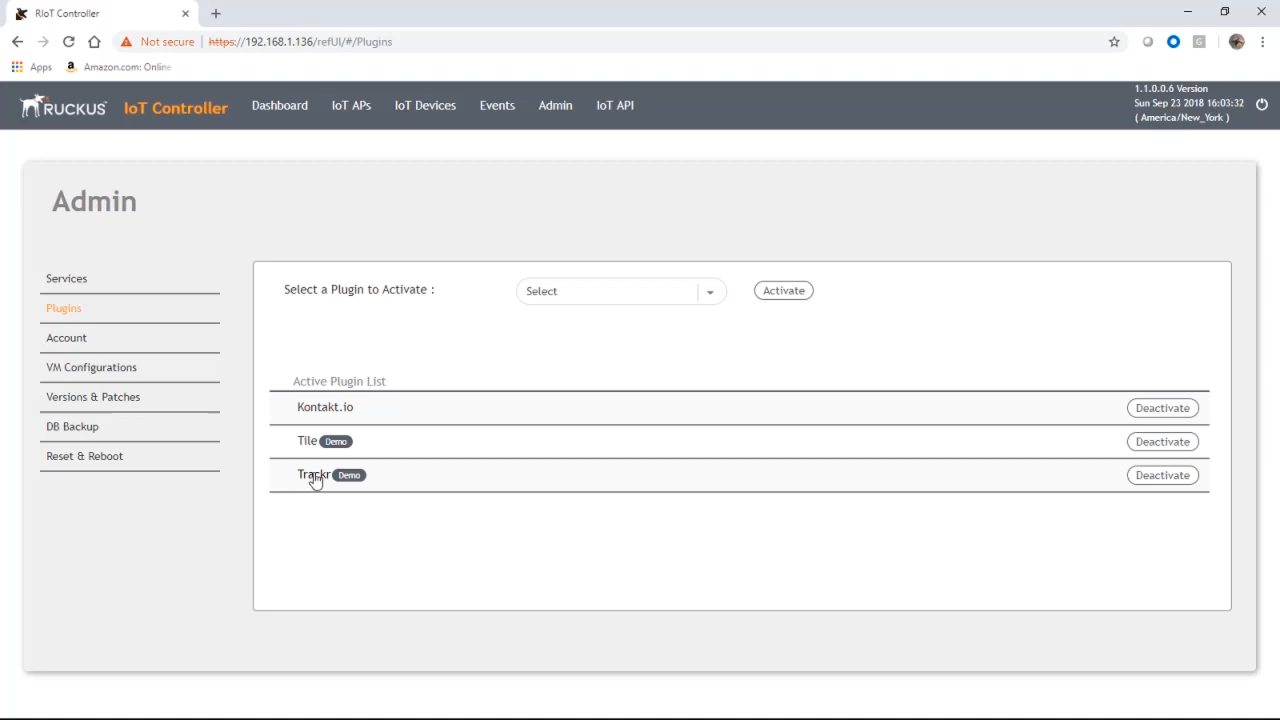 RIoT Controller
Not secure https://192.168.1.136/refUI/#/Plugins
Apps Amazon.com: Online
RUCKUS IoT Controller Dashboard IoT APs IoT Devices Events Admin IoT API
1.1.0.0.6 Version
Sun Sep 23 2018 16:03:32
( America/New_York )
Admin
Services
Plugins
Account
VM Configurations
Versions & Patches
DB Backup
Reset & Reboot
Select a Plugin to Activate : Select Activate
Active Plugin List
Kontakt.io Deactivate
Tile Demo Deactivate
Trackr Demo Deactivate